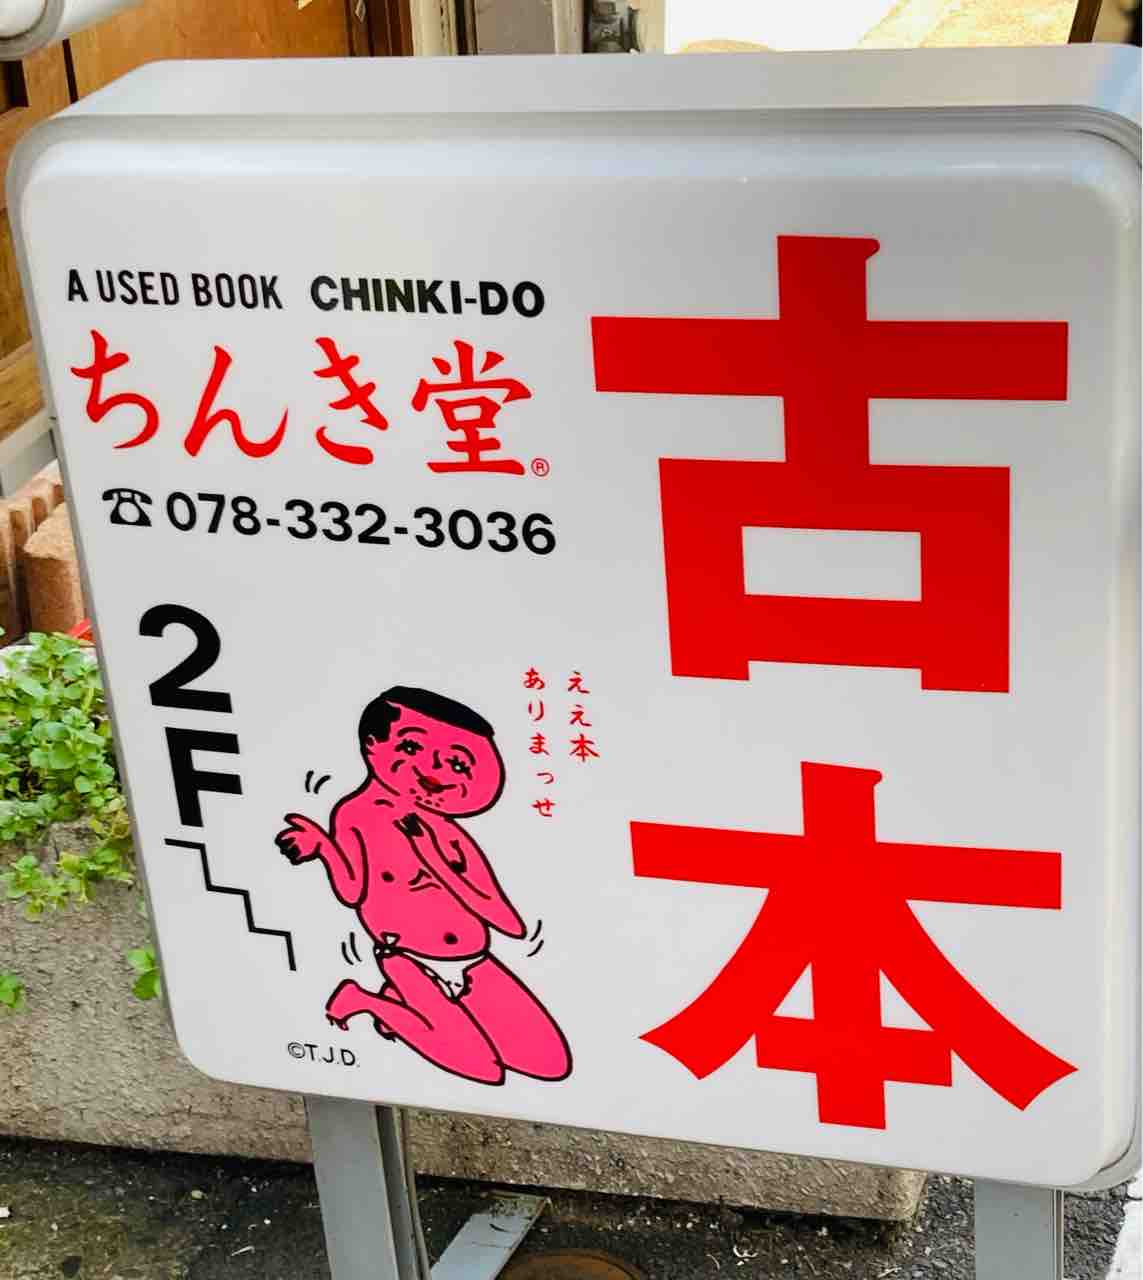 A USED BOOK CHINKI-DO
ちんき堂®
☎078-332-3036
2F
古本
ええ本
ありまっせ
©T.J.D.